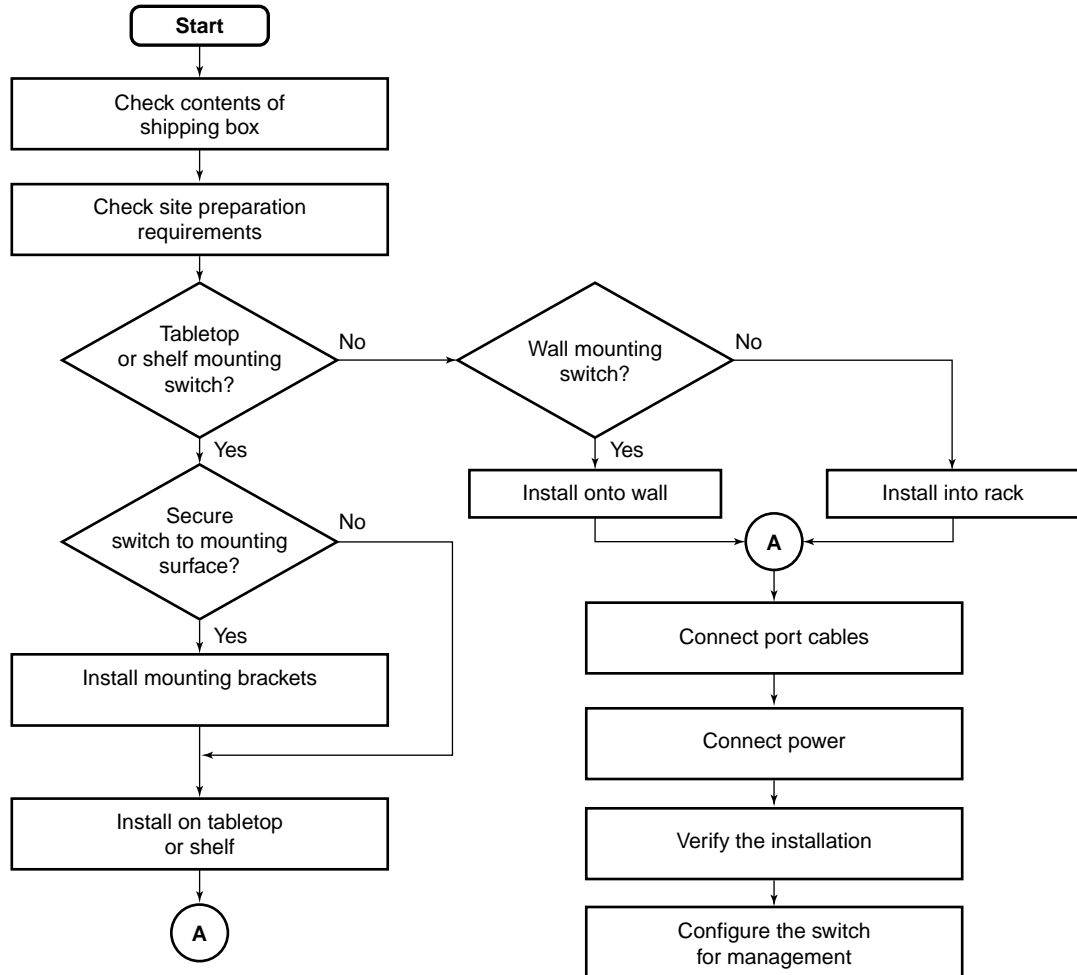 Start
Check contents of
shipping box
Check site preparation
requirements
Tabletop
or shelf mounting
switch?
No
Yes
Wall mounting
switch?
No
Yes
Install onto wall
Install into rack
Secure
switch to mounting
surface?
No
Yes
Install mounting brackets
Install on tabletop
or shelf
A
A
Connect port cables
Connect power
Verify the installation
Configure the switch
for management